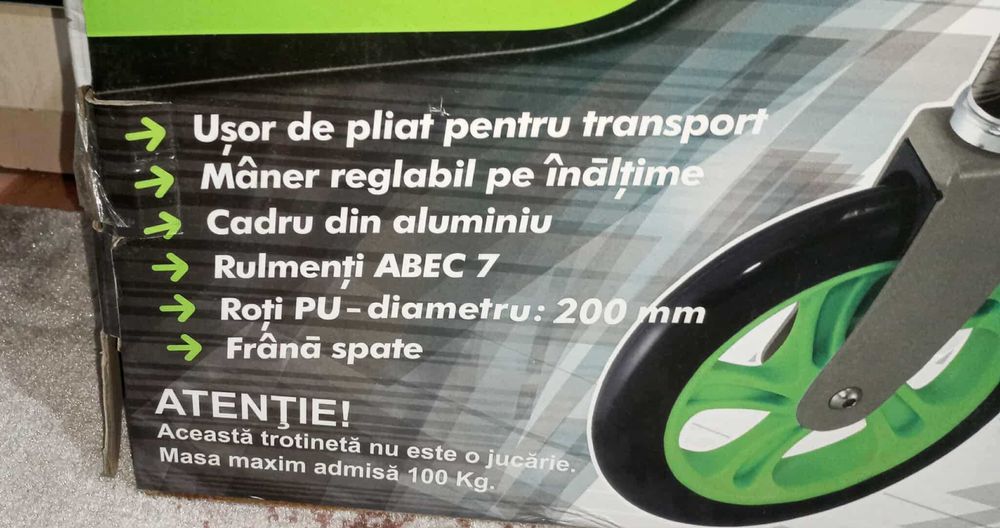 Ușor de pliat pentru transport
Mâner reglabil pe înălțime
Cadru din aluminiu
Rulmenți ABEC 7
Roți PU - diametru: 200 mm
Frână spate
ATENŢIE!
Această trotinetă nu este o jucărie.
Masa maxim admisă 100 Kg.